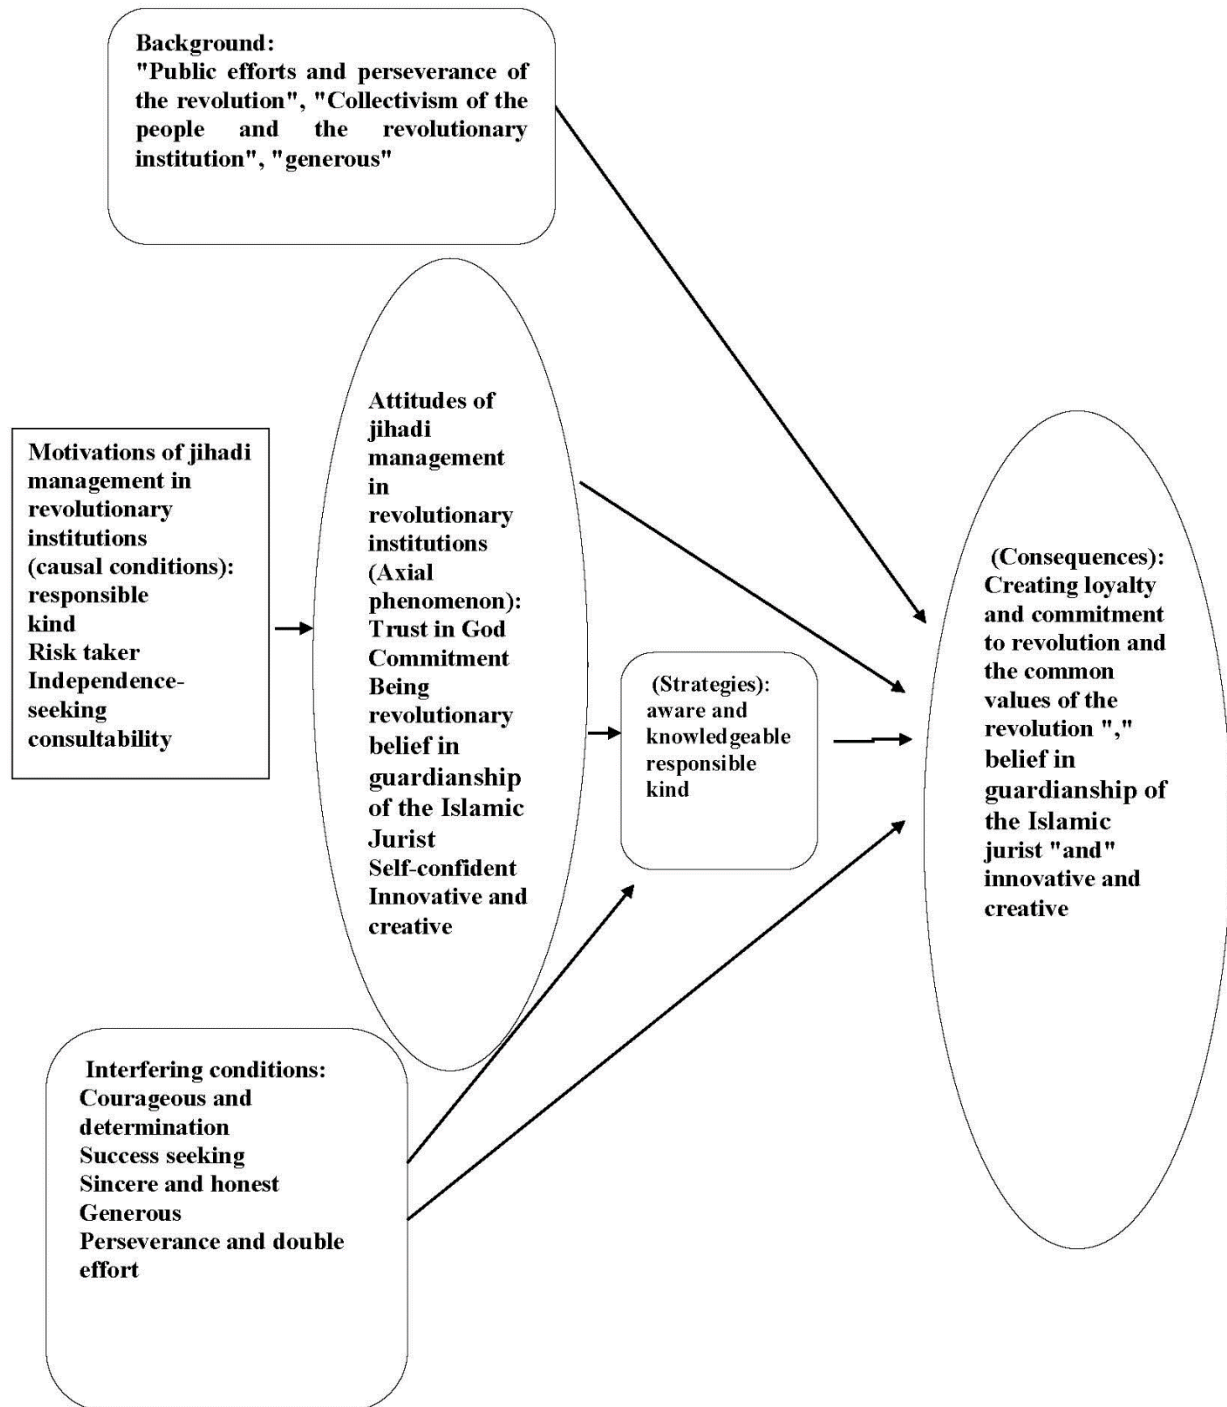 Background:
"Public efforts and perseverance of
the revolution", "Collectivism of the
people and the revolutionary
institution", "generous"
Motivations of jihadi
management in
revolutionary
institutions
(causal conditions):
responsible
kind
Risk taker
Independence-
seeking
consultability
Attitudes of
jihadi
management
in
revolutionary
institutions
(Axial
phenomenon):
Trust in God
Commitment
Being
revolutionary
belief in
guardianship
of the Islamic
Jurist
Self-confident
Innovative and
creative
(Strategies):
aware and
knowledgeable
responsible
kind
(Consequences):
Creating loyalty
and commitment
to revolution and
the common
values of the
revolution ","
belief in
guardianship of
the Islamic
jurist "and"
innovative and
creative
Interfering conditions:
Courageous and
determination
Success seeking
Sincere and honest
Generous
Perseverance and double
effort